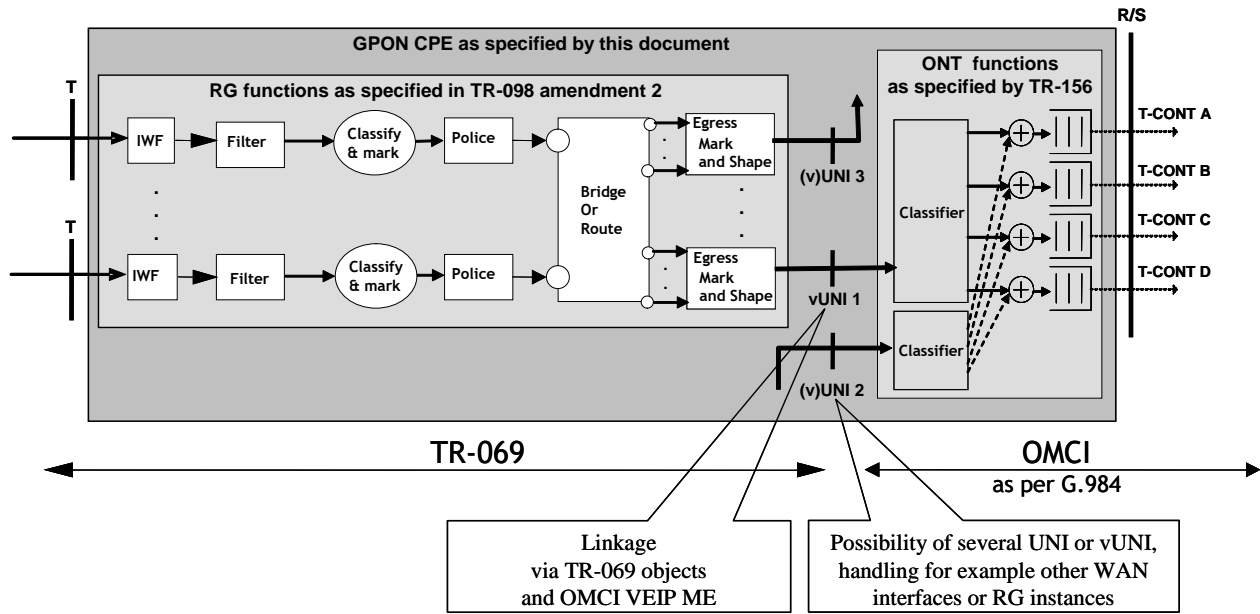 R/S
GPON CPE as specified by this document
ONT functions
as specified by TR-156
T
RG functions as specified in TR-098 amendment 2
IWF
Filter
Classify
& mark
Police
Egress
Mark
and Shape
(v)UNI 3
T-CONT A
T-CONT B
T-CONT C
T-CONT D
Bridge
Or
Route
Classifier
T
IWF
Filter
Classify
& mark
Police
Egress
Mark
and Shape
vUNI 1
Classifier
(v)UNI 2
TR-069
OMCI
as per G.984
Linkage
via TR-069 objects
and OMCI VEIP ME
Possibility of several UNI or vUNI,
handling for example other WAN
interfaces or RG instances